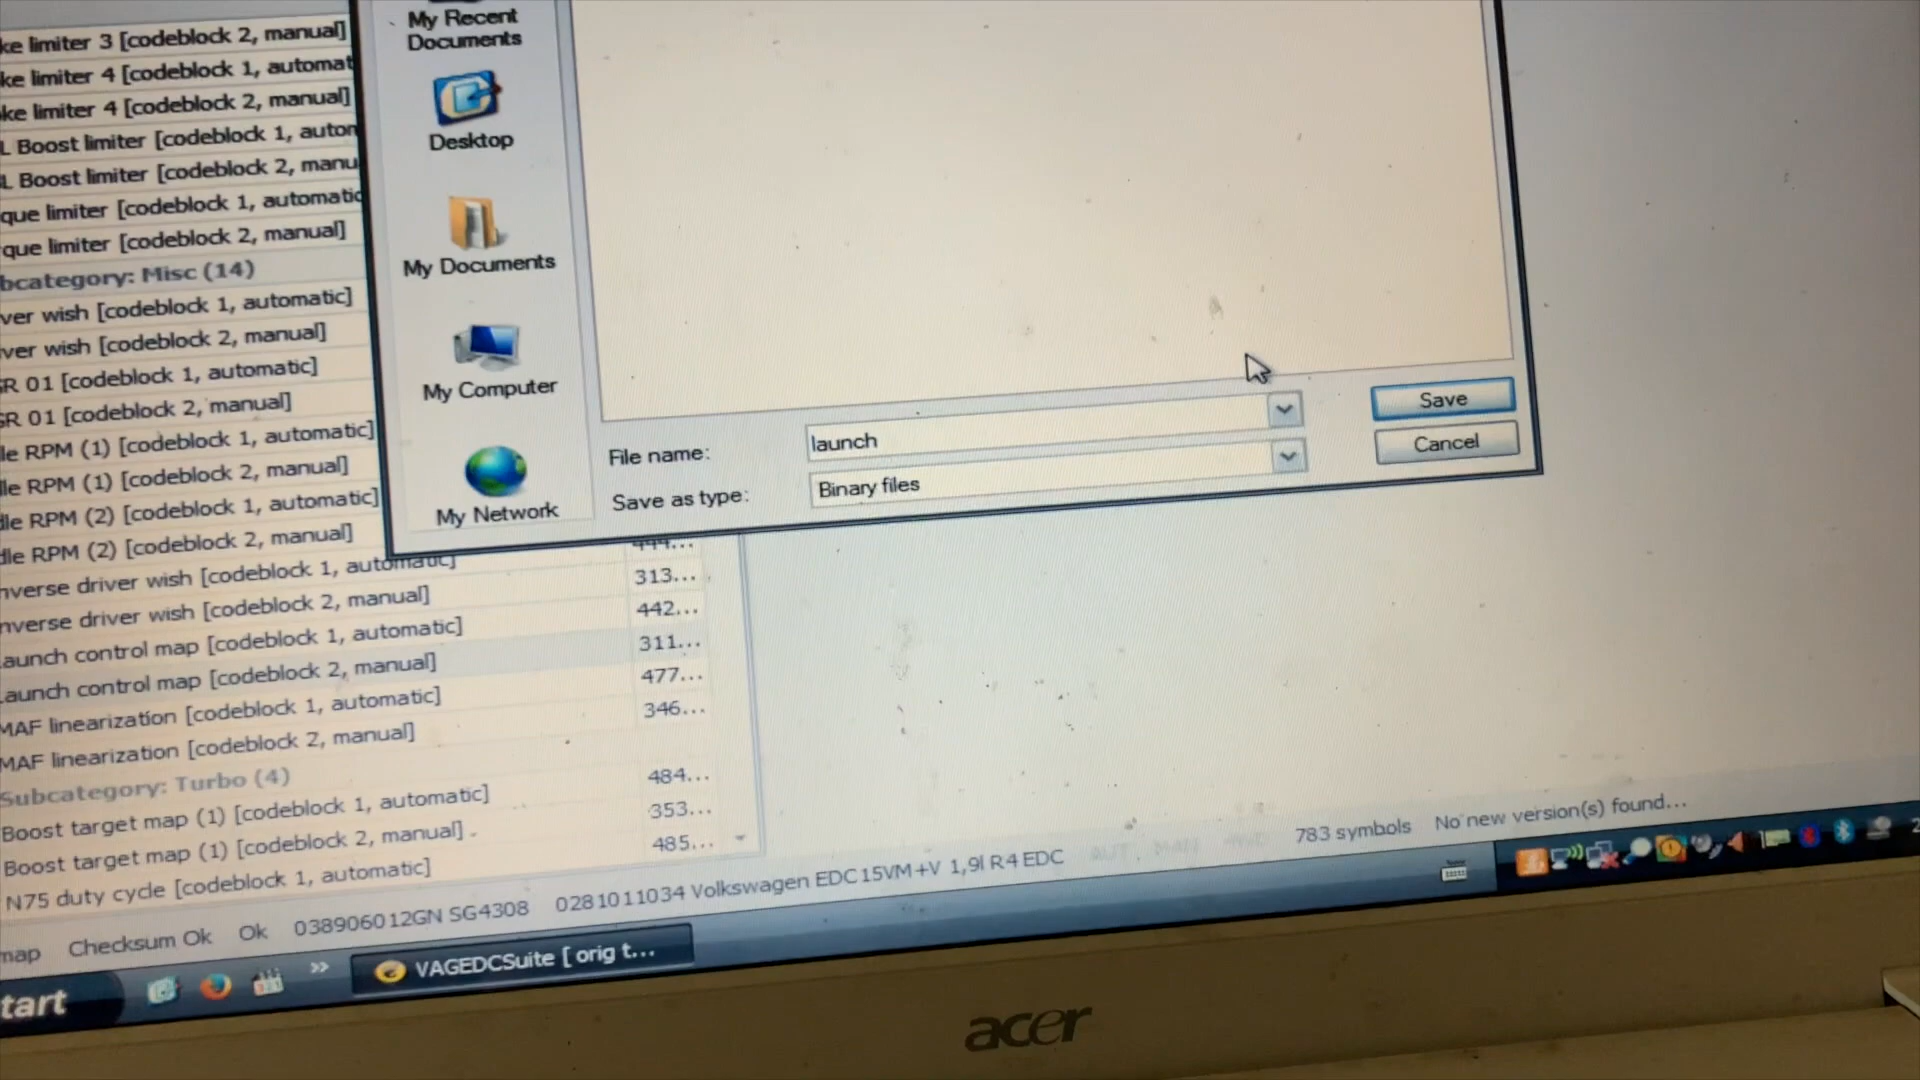 My Recent
Documents
Desktop
My Documents
My Computer
My Network
File name:
launch
Save as type:
Binary files
Save
Cancel
limiter 3 [codeblock 2, manual]
limiter 4 [codeblock 1, automat
limiter 4 [codeblock 2, manual]
L Boost limiter [codeblock 1, auton
L Boost limiter [codeblock 2, manu
que limiter [codeblock 1, automatic
que limiter [codeblock 2, manual]
bcategory: Misc (14)
ver wish [codeblock 1, automatic]
ver wish [codeblock 2, manual]
GR 01 [codeblock 1, automatic]
GR 01 [codeblock 2, manual]
le RPM (1) [codeblock 1, automatic]
le RPM (1) [codeblock 2, manual]
dle RPM (2) [codeblock 1, automatic]
dle RPM (2) [codeblock 2, manual]
nverse driver wish [codeblock 1, automatic]
nverse driver wish [codeblock 2, manual]
aunch control map [codeblock 1, automatic]
aunch control map [codeblock 2, manual]
MAF linearization [codeblock 1, automatic]
MAF linearization [codeblock 2, manual]
Subcategory: Turbo (4)
Boost target map (1) [codeblock 1, automatic]
Boost target map (1) [codeblock 2, manual]
N75 duty cycle [codeblock 1, automatic]
313...
442...
311...
477...
346...
484...
353...
485...
map Checksum Ok Ok 038906012GN SG4308 0281011034 Volkswagen EDC15VM+V 1,9l R4 EDC
783 symbols No new version(s) found...
tart
VAGEDCSuite [ orig t...
acer